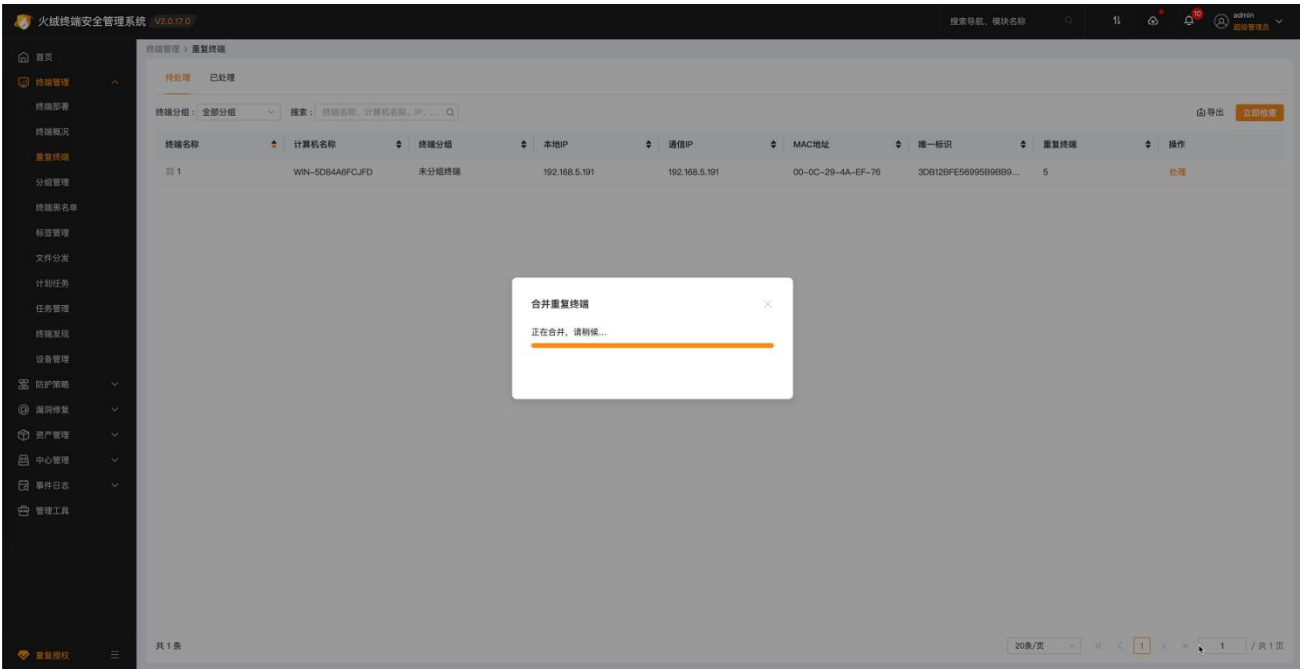 火绒终端安全管理系统 V2.0.17.0 搜索导航、模块名称 10 admin
超级管理员
首页
终端管理
终端部署
终端概况
重复终端
分组管理
终端黑名单
标签管理
文件分发
计划任务
任务管理
终端发现
设备管理
防护策略
漏洞修复
资产管理
中心管理
事件日志
管理工具
重复授权
终端管理 > 重复终端
待处理 已处理
终端分组: 全部分组 搜索: 终端名称、计算机名称、IP、... 导出 立即检查
终端名称 计算机名称 终端分组 本地IP 通信IP MAC地址 唯一标识 重复终端 操作
1 WIN-5D84A6FCJFD 未分组终端 192.168.5.191 192.168.5.191 00-0C-29-4A-EF-76 3DB12BFE56995B9BB9... 5 处理
合并重复终端
正在合并，请稍候...
共 1 条 20条/页 1 1 / 共 1 页